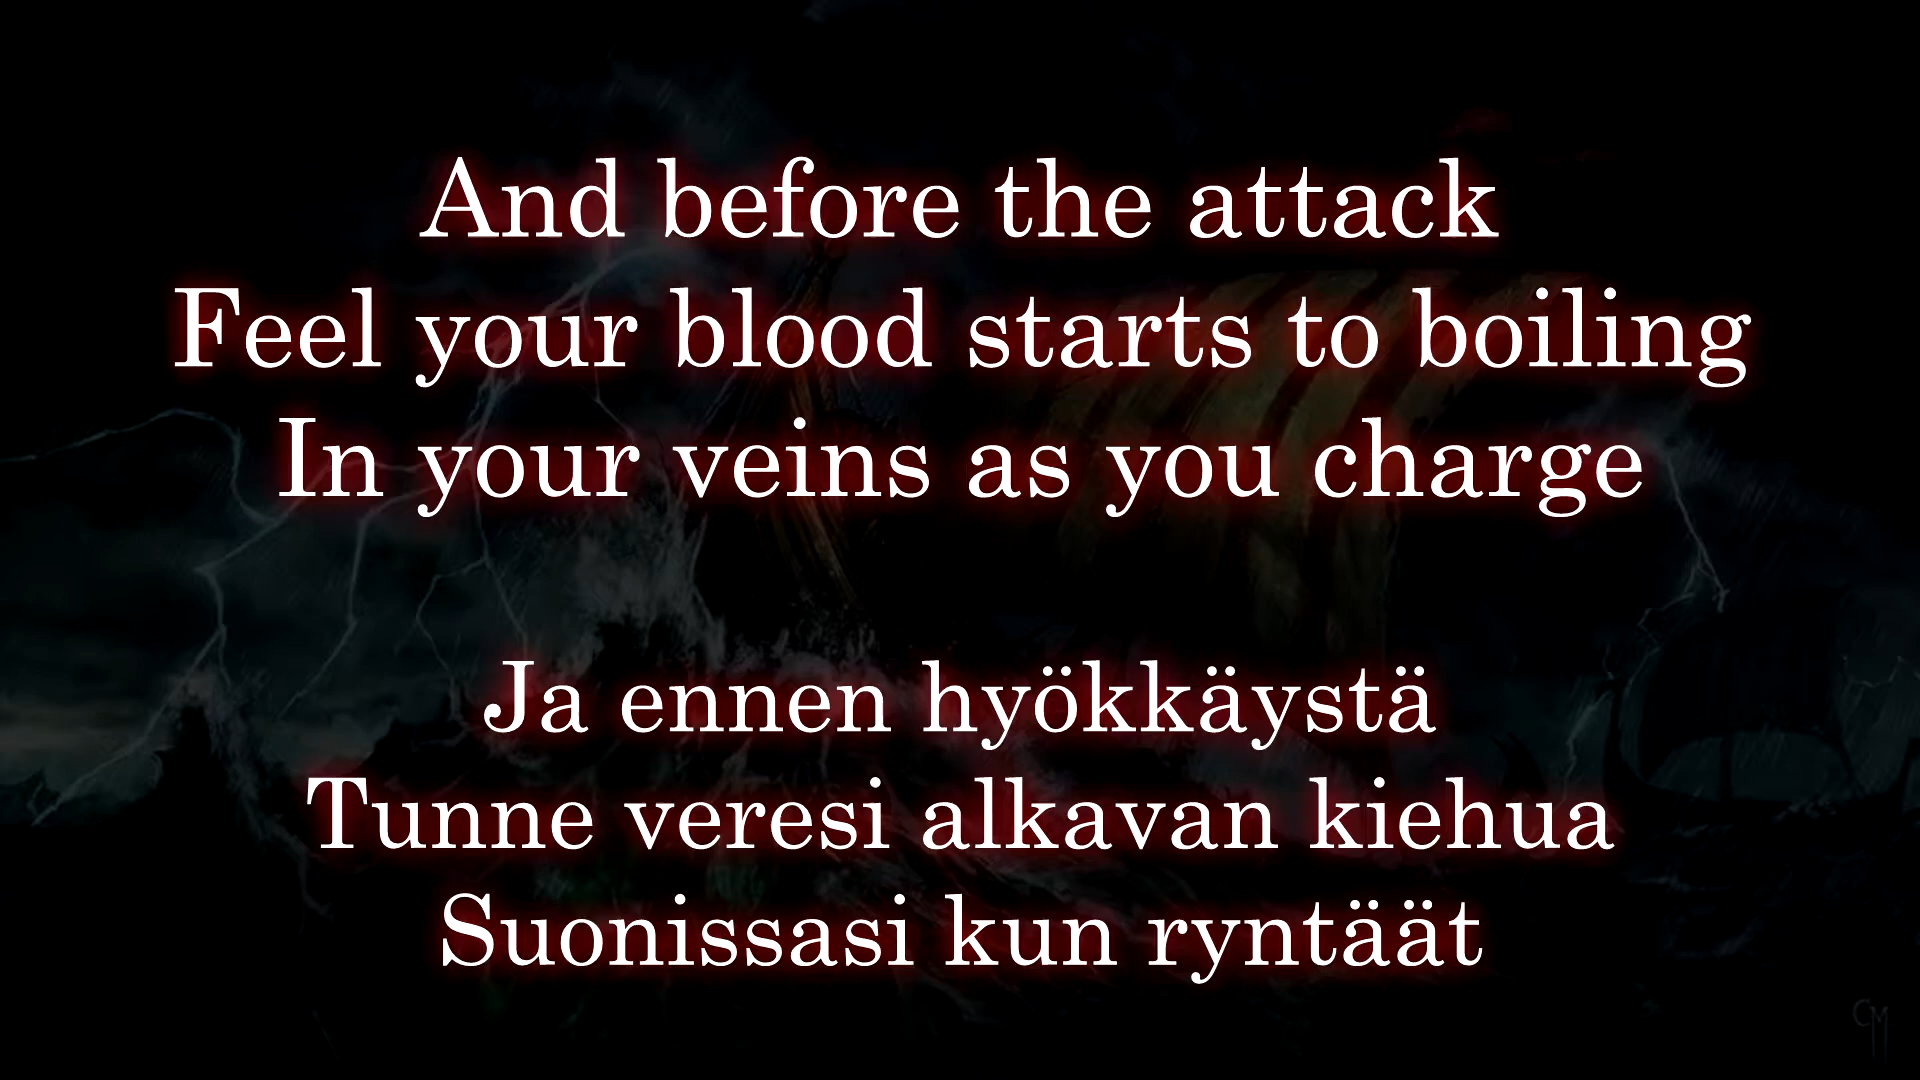 And before the attack
Feel your blood starts to boiling
In your veins as you charge
Ja ennen hyökkäystä
Tunne veresi alkavan kiehua
Suonissasi kun ryntäät